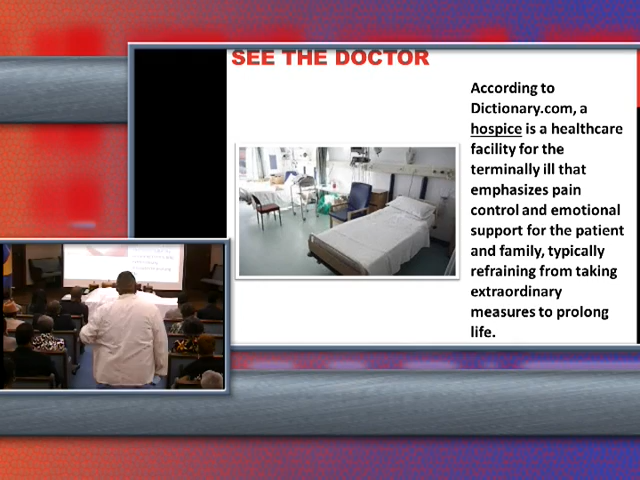 SEE THE DOCTOR
According to
Dictionary.com, a
hospice is a healthcare
facility for the
terminally ill that
emphasizes pain
control and emotional
support for the patient
and family, typically
refraining from taking
extraordinary
measures to prolong
life.